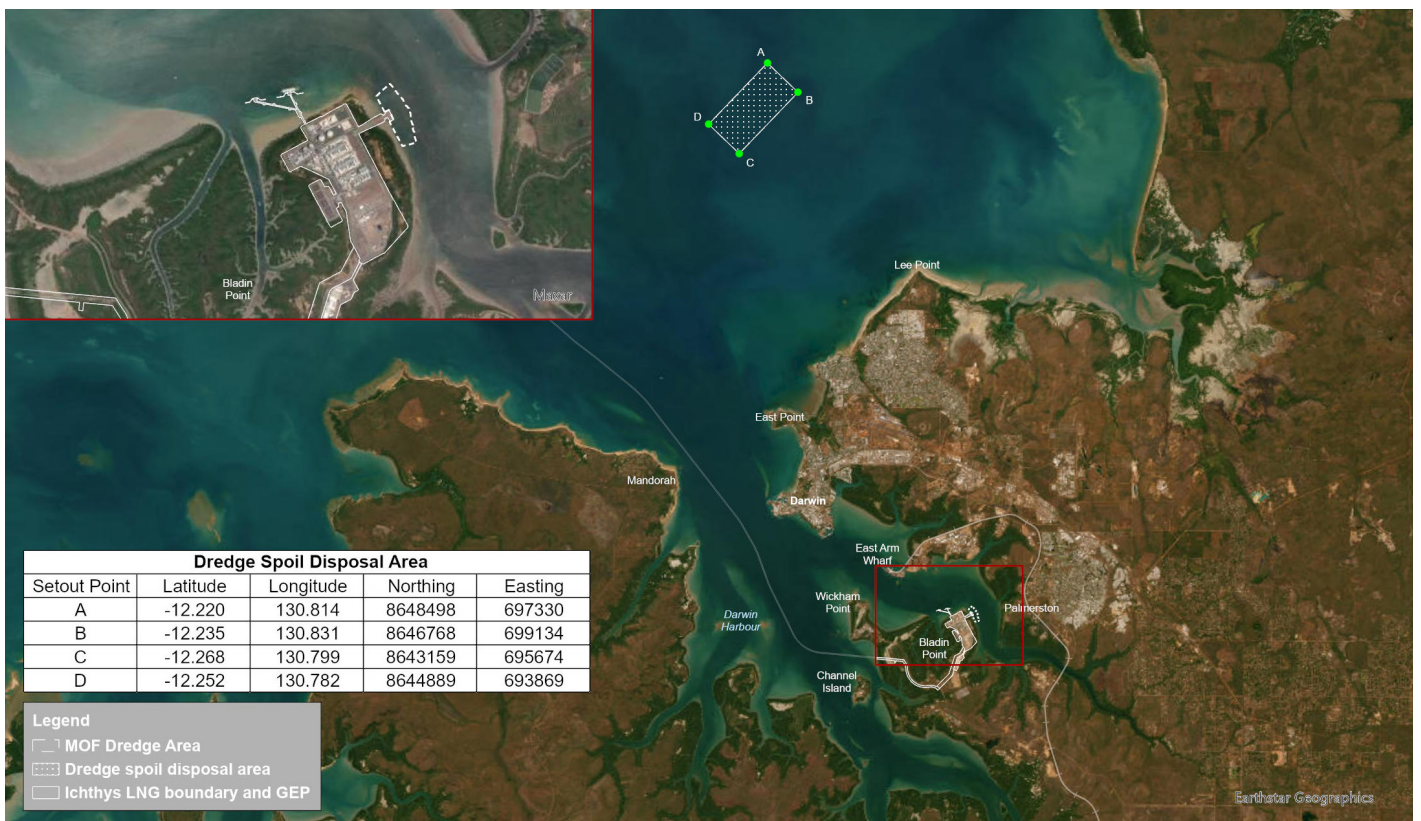 A
B
D
C
Bladin
Point
Maxar
Lee Point
East Point
Mandorah
Darwin
East Arm
Wharf
Wickham
Point
Palmerston
Darwin
Harbour
Bladin
Point
Channel
Island
Dredge Spoil Disposal Area
Setout Point Latitude Longitude Northing Easting
A -12.220 130.814 8648498 697330
B -12.235 130.831 8646768 699134
C -12.268 130.799 8643159 695674
D -12.252 130.782 8644889 693869
Legend
MOF Dredge Area
Dredge spoil disposal area
Ichthys LNG boundary and GEP
Earthstar Geographics